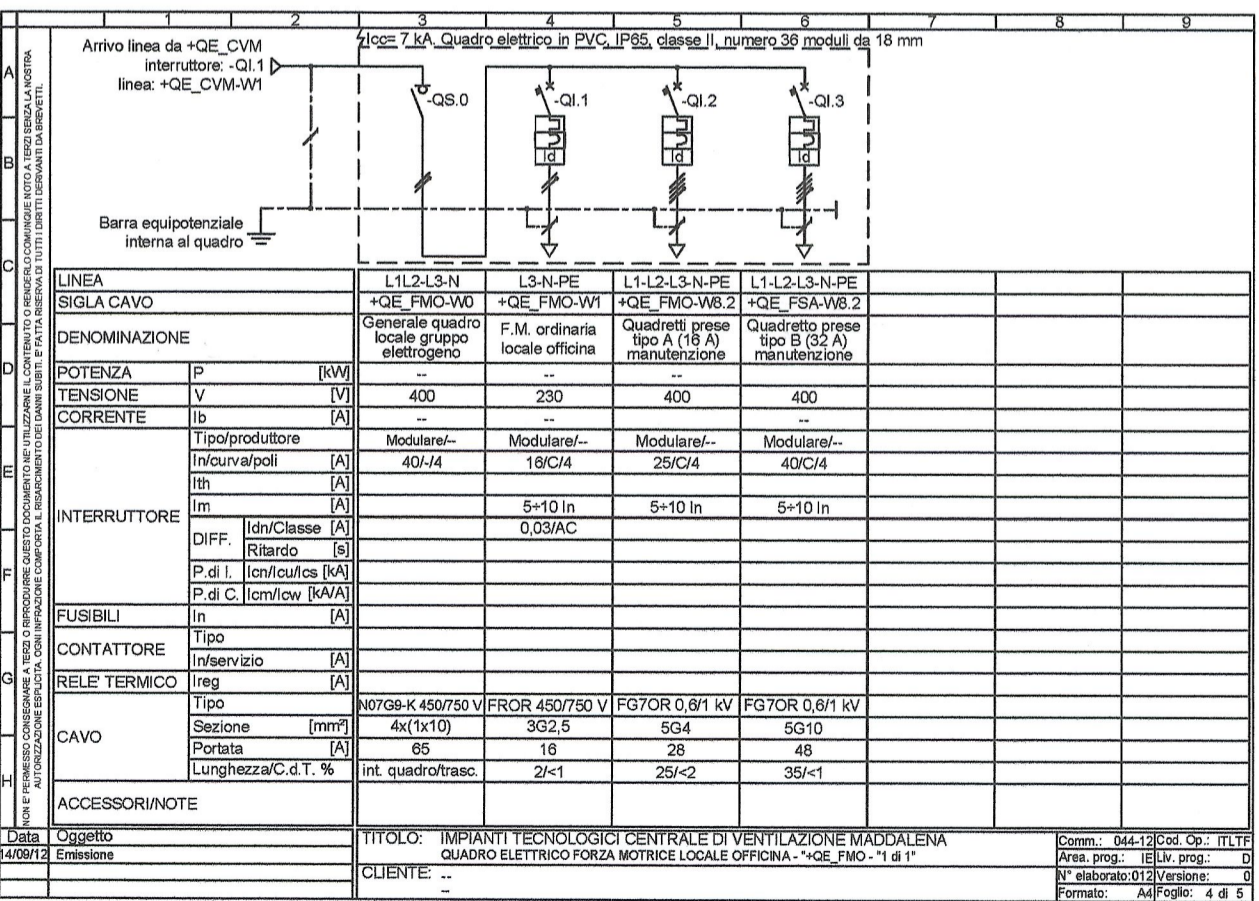 1 2 3 4 5 6 7 8 9
A
B
C
D
E
F
G
H
NON E' PERMESSO CONSEGNARE A TERZI O RIPRODURRE QUESTO DOCUMENTO NE' UTILIZZARNE IL CONTENUTO O RENDERLO COMUNQUE NOTO A TERZI SENZA LA NOSTRA
AUTORIZZAZIONE ESPLICITA. OGNI INFRAZIONE COMPORTA IL RISARCIMENTO DEI DANNI SUBITI. E' FATTA RISERVA DI TUTTI I DIRITTI DERIVANTI DA BREVETTI.
Arrivo linea da +QE_CVM
interruttore: -QI.1
linea: +QE_CVM-W1
Icc= 7 kA. Quadro elettrico in PVC, IP65, classe II, numero 36 moduli da 18 mm
-QS.0 -QI.1 -QI.2 -QI.3
Id Id Id
Barra equipotenziale
interna al quadro
LINEA L1L2-L3-N L3-N-PE L1-L2-L3-N-PE L1-L2-L3-N-PE
SIGLA CAVO +QE_FMO-W0 +QE_FMO-W1 +QE_FMO-W8.2 +QE_FSA-W8.2
DENOMINAZIONE
Generale quadro
locale gruppo
elettrogeno
F.M. ordinaria
locale officina
Quadretti prese
tipo A (16 A)
manutenzione
Quadretto prese
tipo B (32 A)
manutenzione
POTENZA P [kW] -- -- --
TENSIONE V [V] 400 230 400 400
CORRENTE Ib [A] -- -- --
INTERRUTTORE
Tipo/produttore Modulare/-- Modulare/-- Modulare/-- Modulare/--
In/curva/poli [A] 40/-/4 16/C/4 25/C/4 40/C/4
Ith [A]
Im [A] 5÷10 In 5÷10 In 5÷10 In
DIFF. Idn/Classe [A] 0,03/AC
Ritardo [s]
P.di I. Icn/Icu/Ics [kA]
P.di C. Icm/Icw [kA/A]
FUSIBILI In [A]
CONTATTORE Tipo
In/servizio [A]
RELE' TERMICO Ireg [A]
CAVO
Tipo N07G9-K 450/750 V FROR 450/750 V FG7OR 0,6/1 kV FG7OR 0,6/1 kV
Sezione [mm²] 4x(1x10) 3G2,5 5G4 5G10
Portata [A] 65 16 28 48
Lunghezza/C.d.T. % int. quadro/trasc. 2/<1 25/<2 35/<1
ACCESSORI/NOTE
Data Oggetto
14/09/12 Emissione
TITOLO: IMPIANTI TECNOLOGICI CENTRALE DI VENTILAZIONE MADDALENA
QUADRO ELETTRICO FORZA MOTRICE LOCALE OFFICINA - "+QE_FMO - "1 di 1"
CLIENTE: --
--
Comm.: 044-12 Cod. Op.: ITLTF
Area. prog.: IE Liv. prog.: D
N° elaborato:012 Versione: 0
Formato: A4 Foglio: 4 di 5